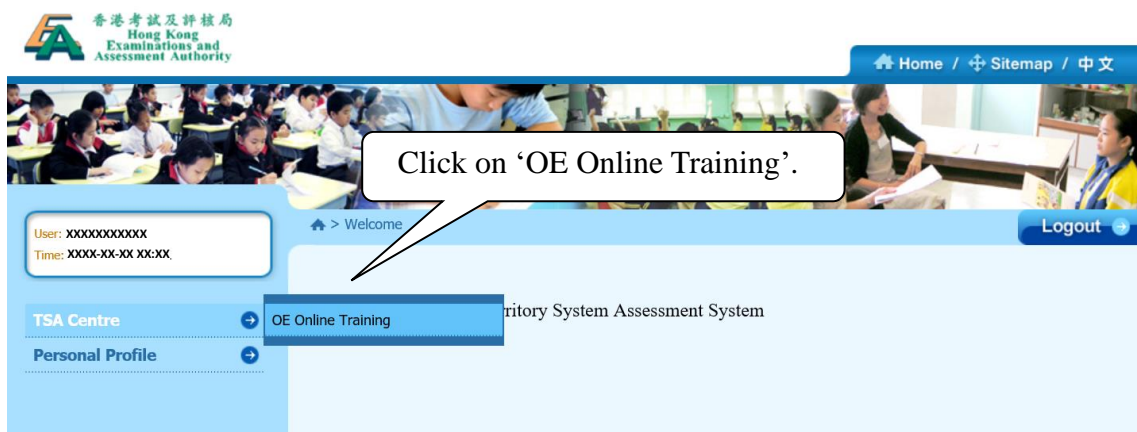 香港考試及評核局
Hong Kong
Examinations and
Assessment Authority
Home / Sitemap / 中文
Click on ‘OE Online Training’.
> Welcome
Logout
User: XXXXXXXXXXX
Time: XXXX-XX-XX XX:XX
TSA Centre
OE Online Training
ritory System Assessment System
Personal Profile